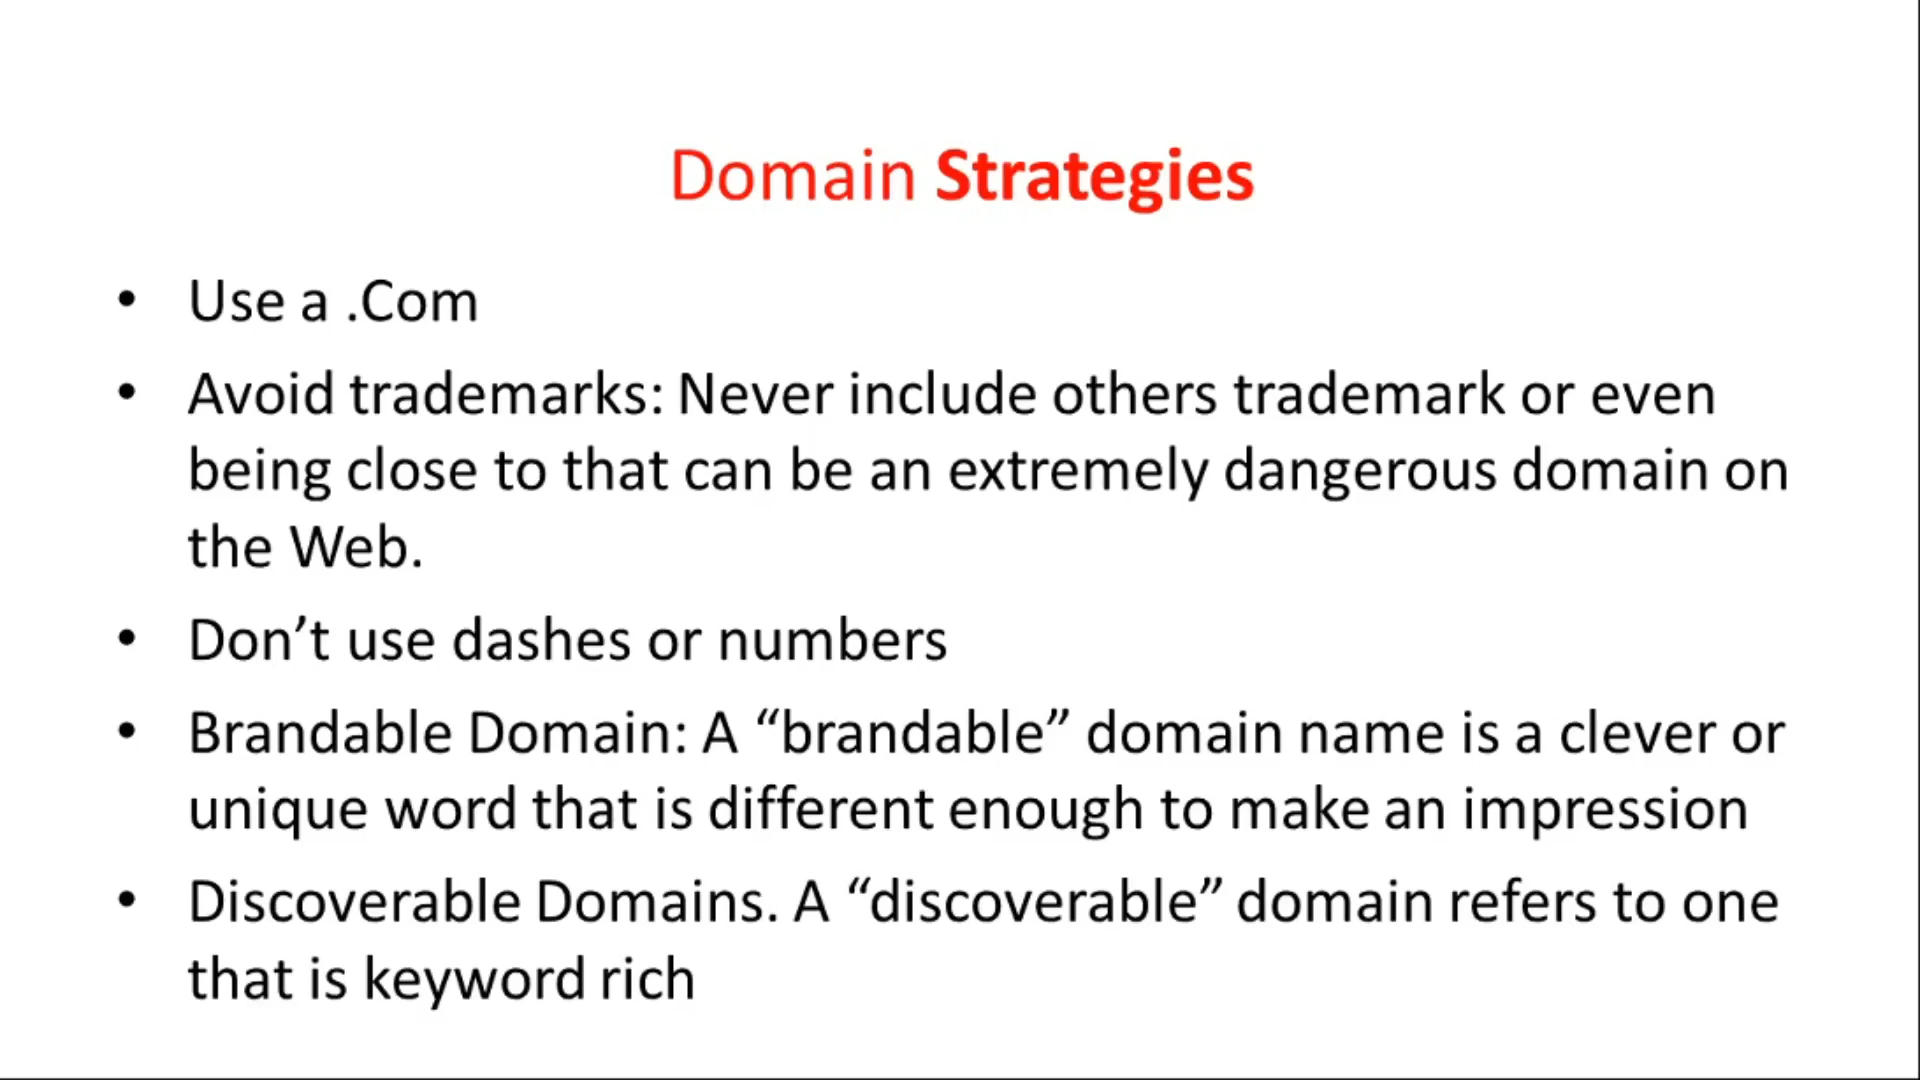 Domain Strategies
• Use a .Com
• Avoid trademarks: Never include others trademark or even
being close to that can be an extremely dangerous domain on
the Web.
• Don’t use dashes or numbers
• Brandable Domain: A “brandable” domain name is a clever or
unique word that is different enough to make an impression
• Discoverable Domains. A “discoverable” domain refers to one
that is keyword rich